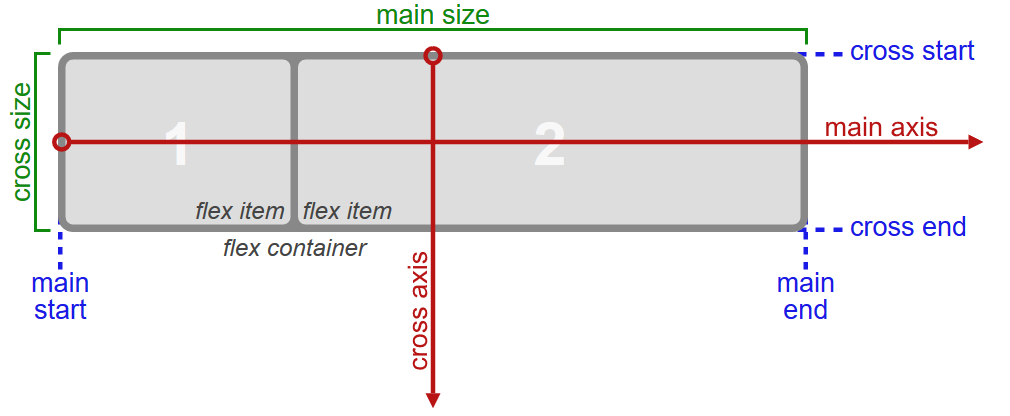 main size
cross start
cross size
1
2
main axis
flex item
flex item
cross end
flex container
main
start
cross axis
main
end